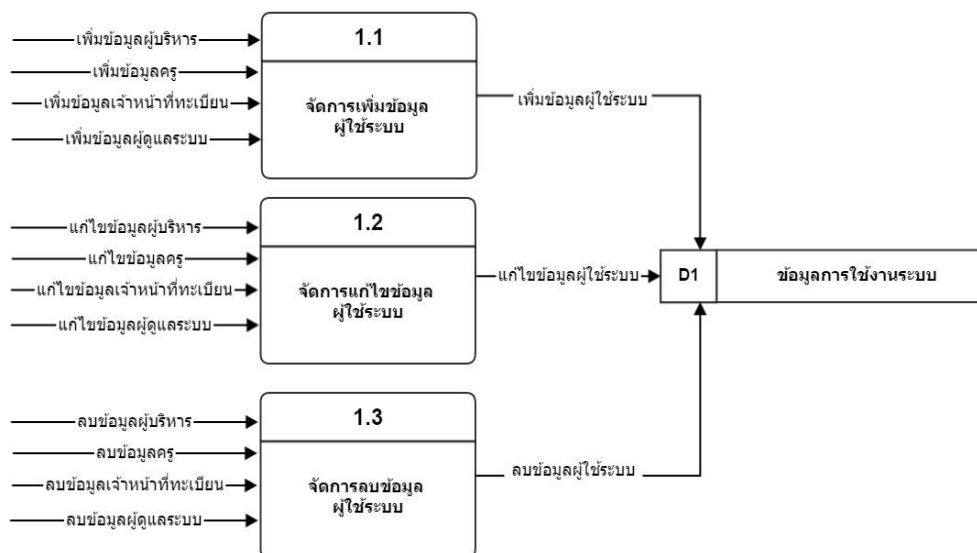 1.1
เพิ่มข้อมูลผู้บริหาร
เพิ่มข้อมูลครู
เพิ่มข้อมูลเจ้าหน้าที่ทะเบียน
เพิ่มข้อมูลผู้ดูแลระบบ
จัดการเพิ่มข้อมูล
ผู้ใช้ระบบ
เพิ่มข้อมูลผู้ใช้ระบบ
1.2
แก้ไขข้อมูลผู้บริหาร
แก้ไขข้อมูลครู
แก้ไขข้อมูลเจ้าหน้าที่ทะเบียน
แก้ไขข้อมูลผู้ดูแลระบบ
จัดการแก้ไขข้อมูล
ผู้ใช้ระบบ
แก้ไขข้อมูลผู้ใช้ระบบ
D1
ข้อมูลการใช้งานระบบ
1.3
ลบข้อมูลผู้บริหาร
ลบข้อมูลครู
ลบข้อมูลเจ้าหน้าที่ทะเบียน
ลบข้อมูลผู้ดูแลระบบ
จัดการลบข้อมูล
ผู้ใช้ระบบ
ลบข้อมูลผู้ใช้ระบบ